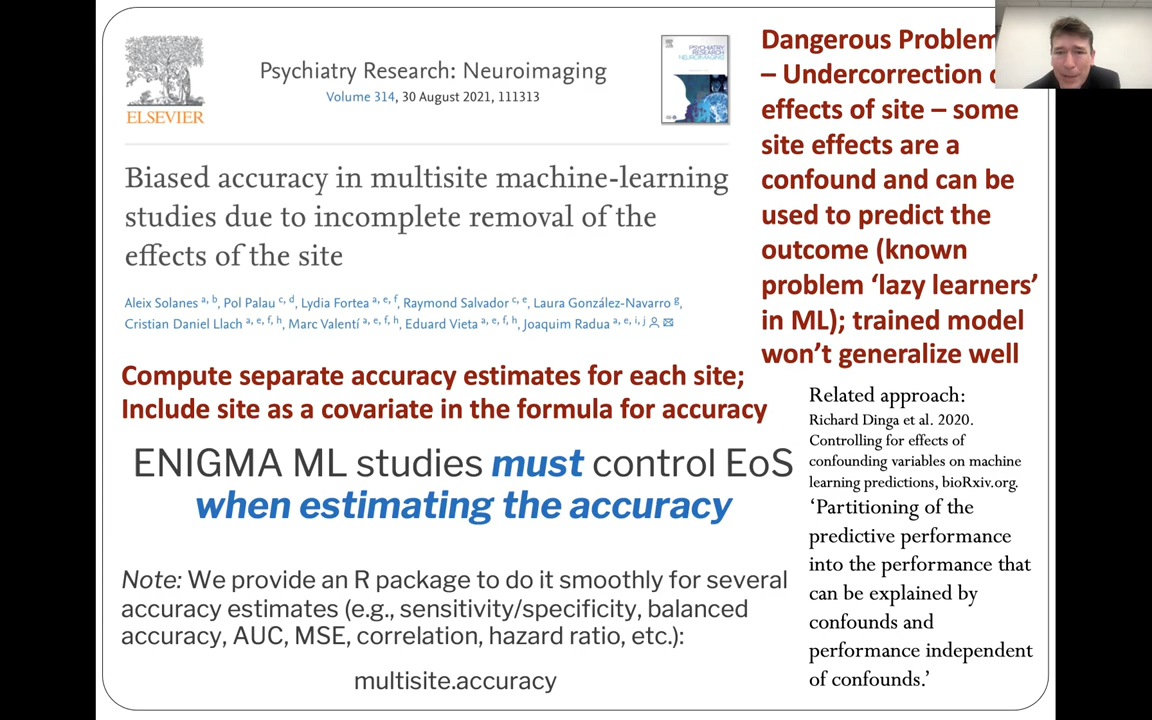 ELSEVIER
Psychiatry Research: Neuroimaging
Volume 314, 30 August 2021, 111313
Biased accuracy in multisite machine-learning
studies due to incomplete removal of the
effects of the site
Aleix Solanes a, b, Pol Palau c, d, Lydia Fortea a, e, f, Raymond Salvador c, e, Laura González-Navarro g,
Cristian Daniel Llach a, e, f, h, Marc Valentí a, e, f, h, Eduard Vieta a, e, f, h, Joaquim Radua a, e, i, j
Compute separate accuracy estimates for each site;
Include site as a covariate in the formula for accuracy
ENIGMA ML studies must control EoS
when estimating the accuracy
Note: We provide an R package to do it smoothly for several
accuracy estimates (e.g., sensitivity/specificity, balanced
accuracy, AUC, MSE, correlation, hazard ratio, etc.):
multisite.accuracy
Dangerous Problem
– Undercorrection
effects of site – some
site effects are a
confound and can be
used to predict the
outcome (known
problem ‘lazy learners’
in ML); trained model
won’t generalize well
Related approach:
Richard Dinga et al. 2020.
Controlling for effects of
confounding variables on machine
learning predictions, bioRxiv.org.
‘Partitioning of the
predictive performance
into the performance that
can be explained by
confounds and
performance independent
of confounds.’